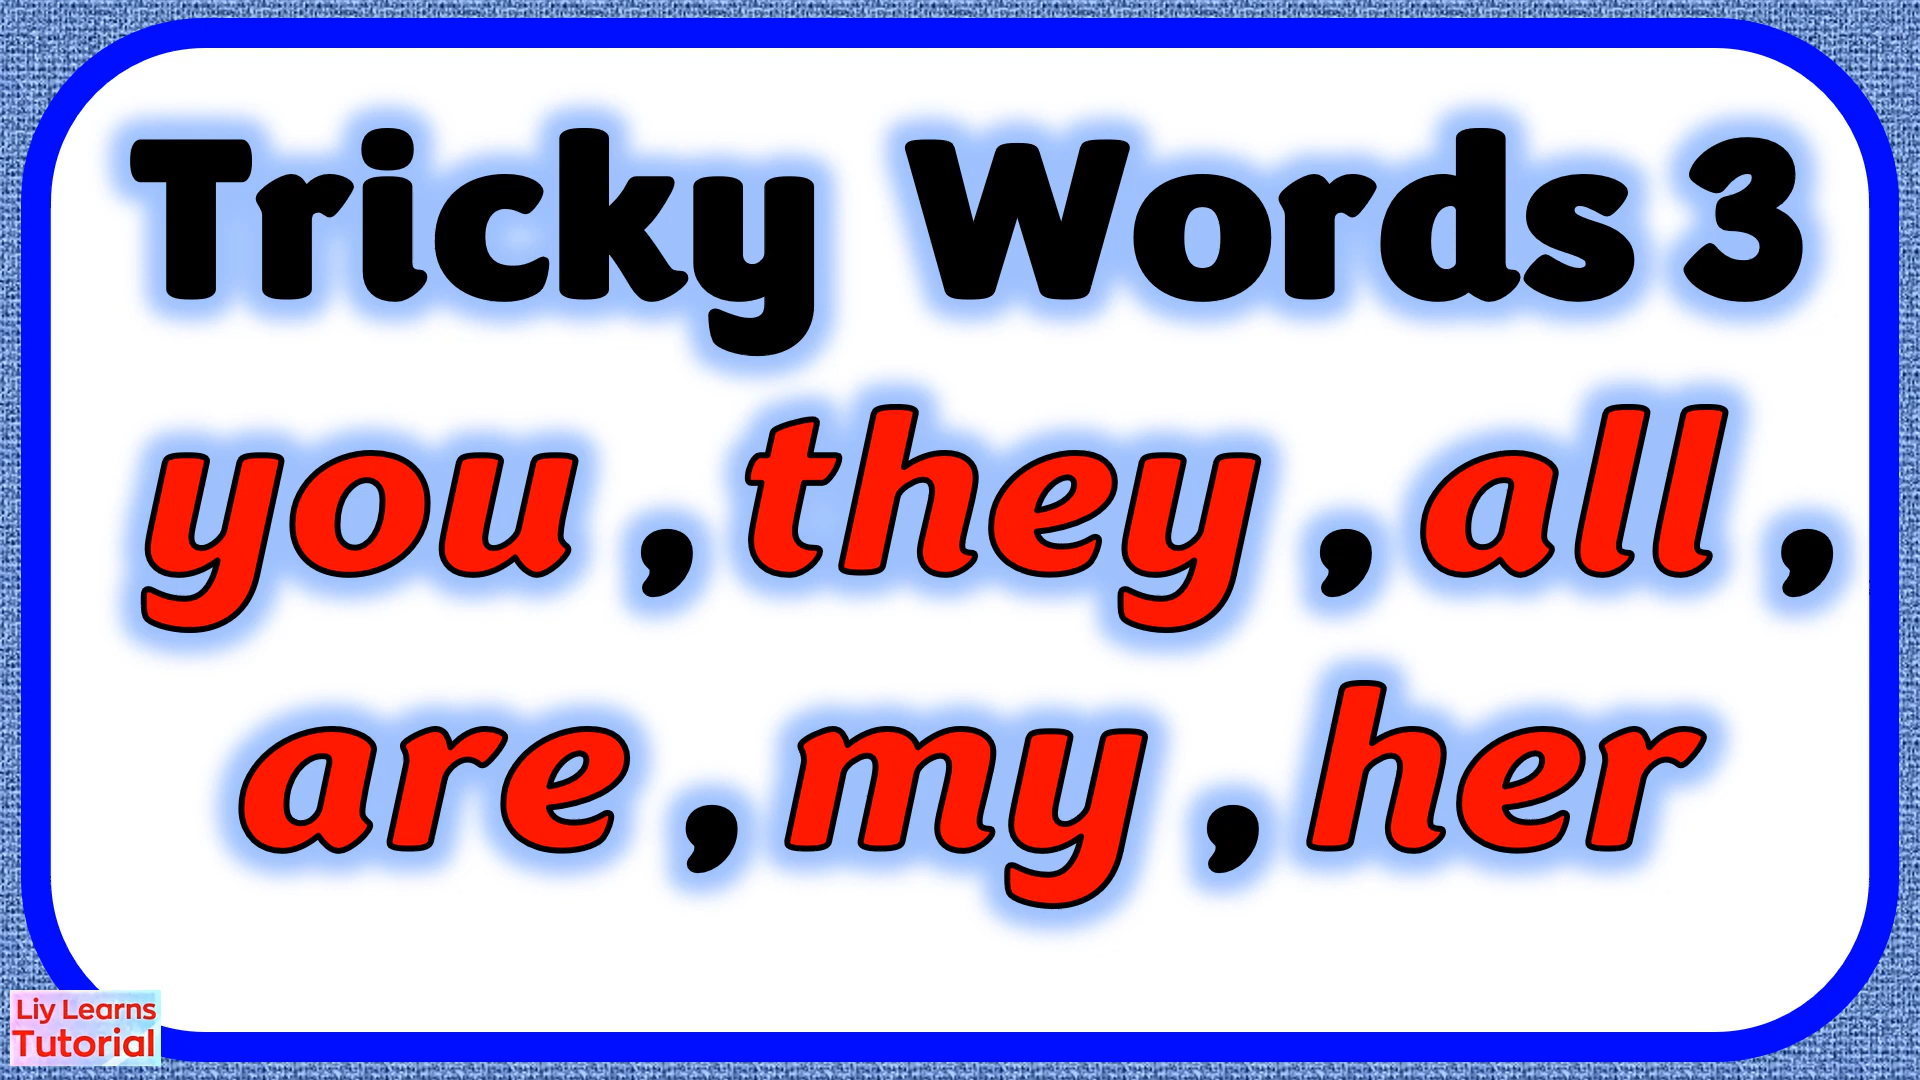 Tricky Words 3
you , they , all ,
are , my , her
Liy Learns
Tutorial